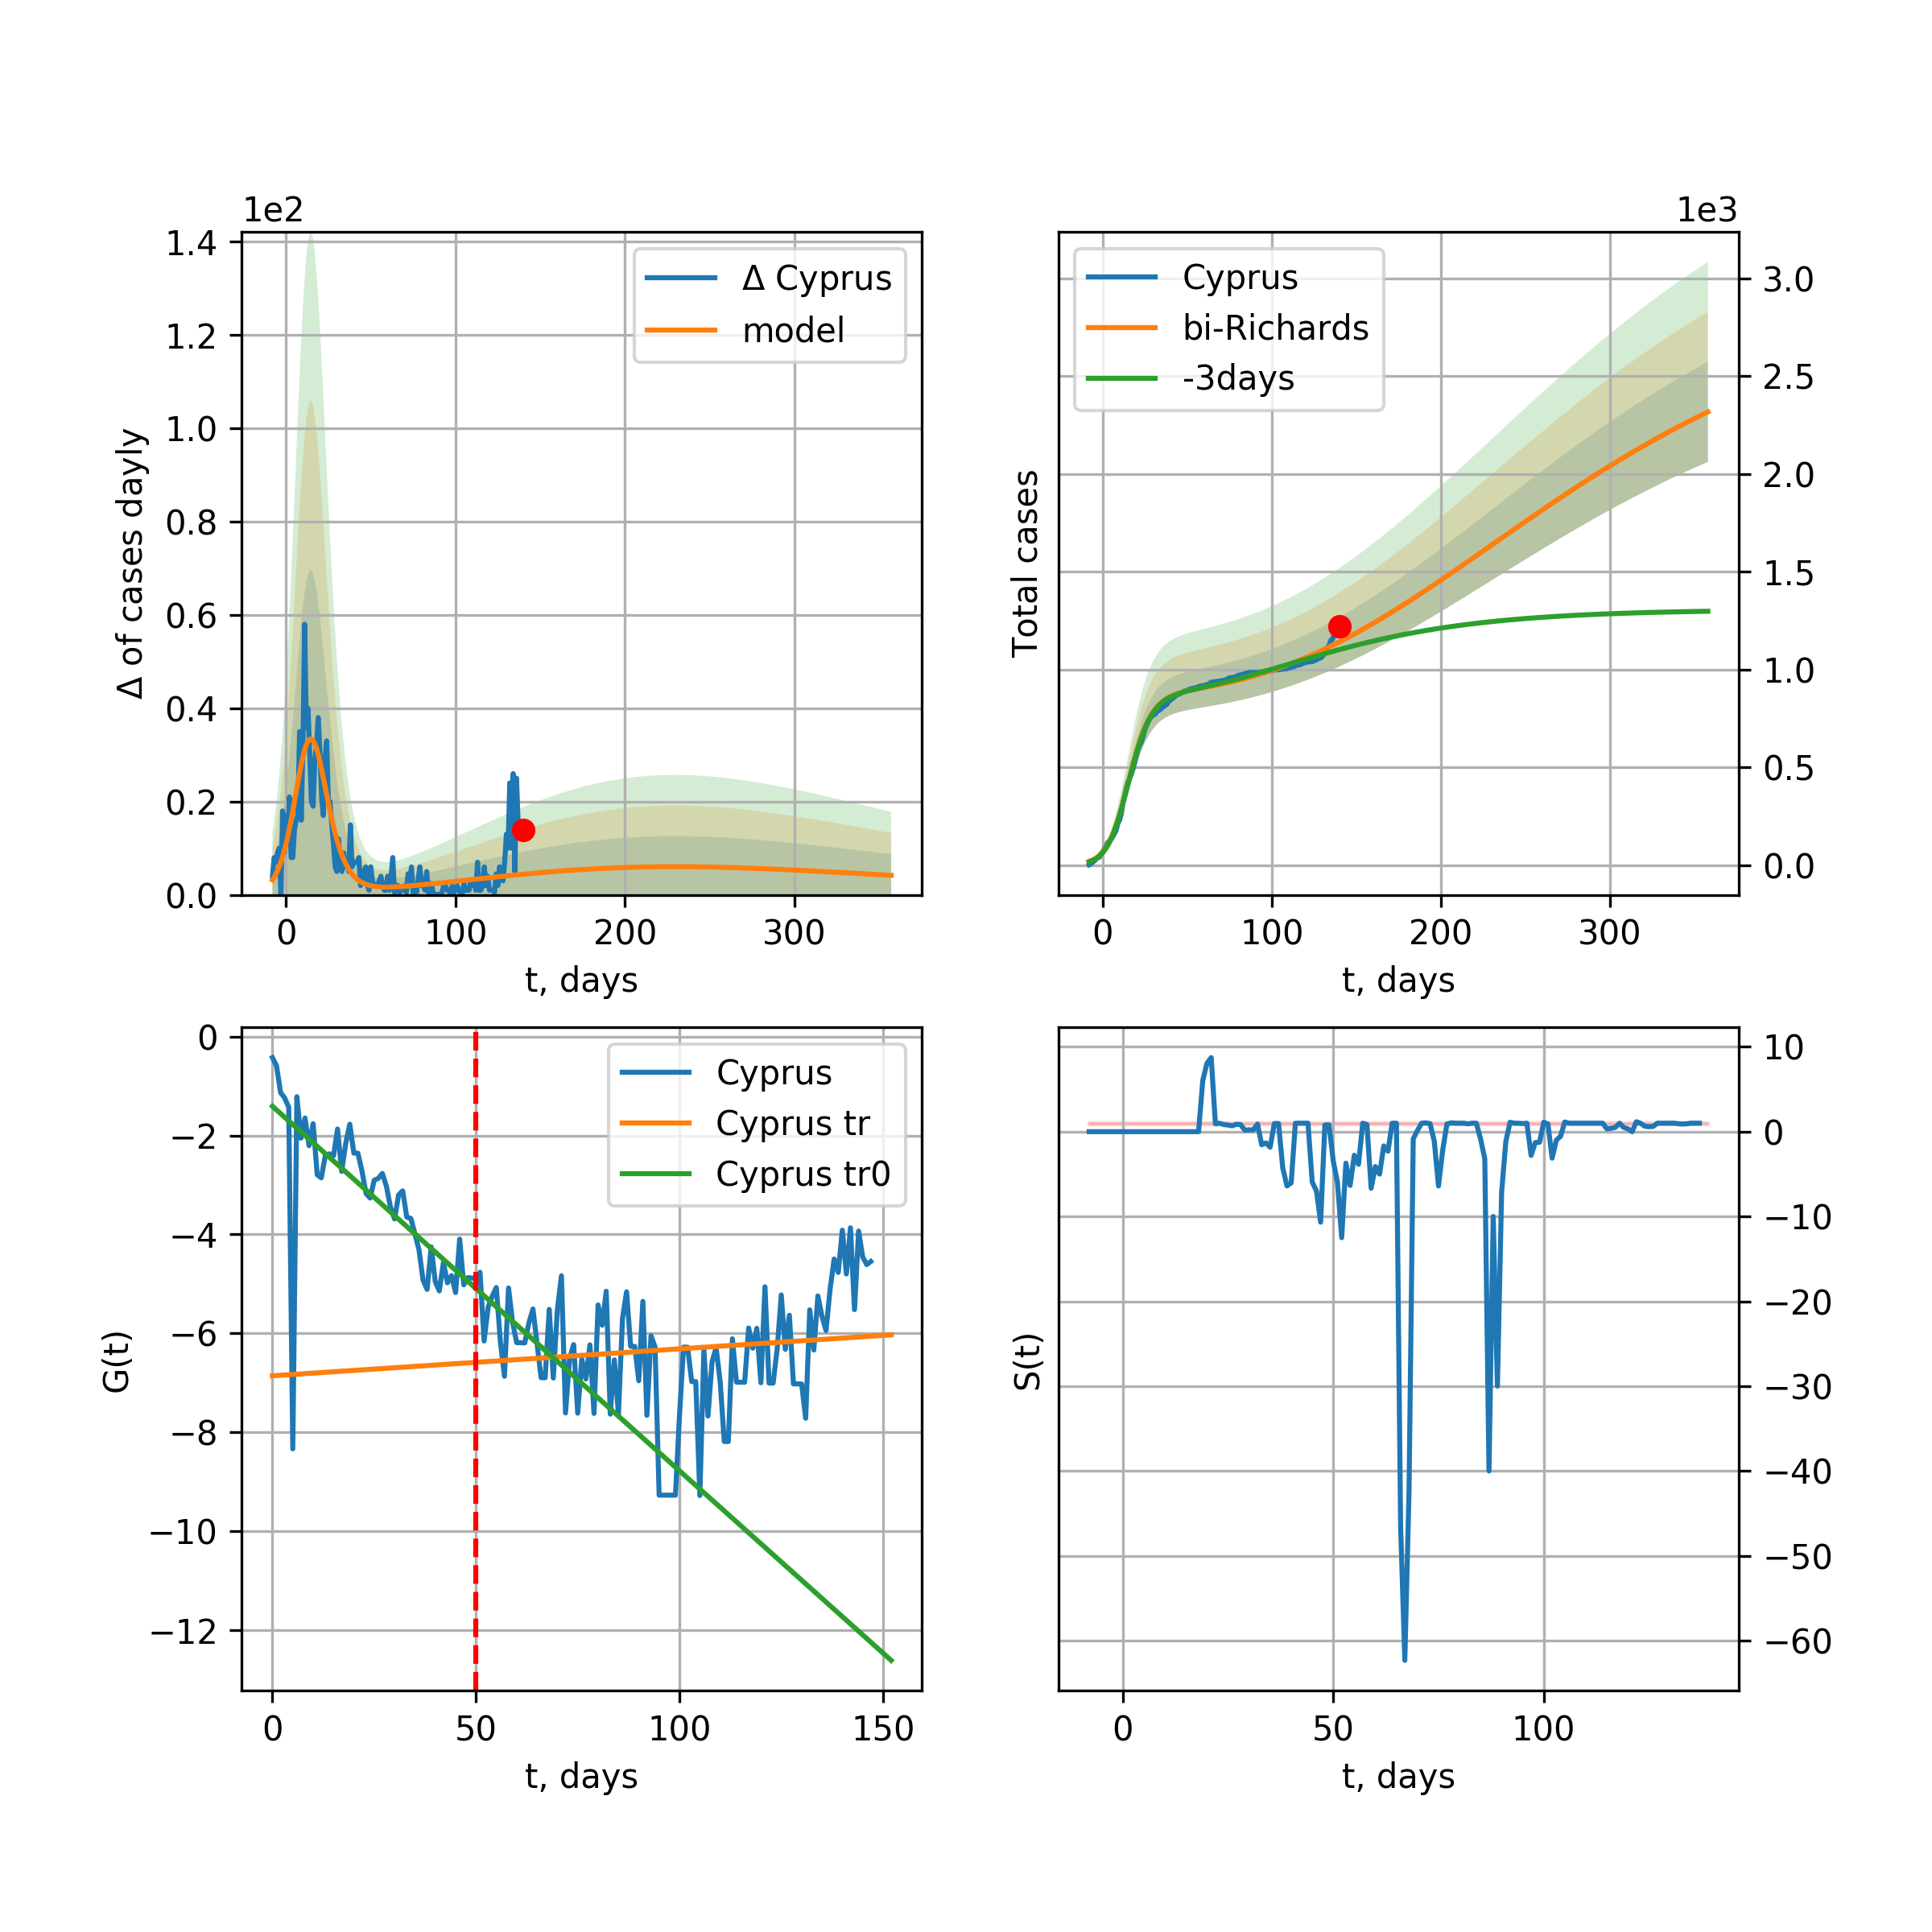 1e2
1.4
1.2
1.0
0.8
0.6
0.4
0.2
0.0
Δ of cases dayly
Δ Cyprus
model
0 100 200 300
t, days
1e3
Total cases
Cyprus
bi-Richards
-3days
3.0
2.5
2.0
1.5
1.0
0.5
0.0
0 100 200 300
t, days
0
−2
−4
−6
−8
−10
−12
G(t)
Cyprus
Cyprus tr
Cyprus tr0
0 50 100 150
t, days
S(t)
10
0
−10
−20
−30
−40
−50
−60
0 50 100
t, days